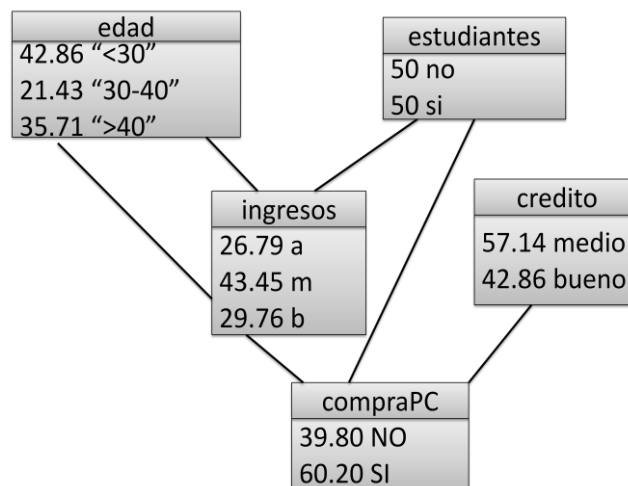 edad
42.86 “<30”
21.43 “30-40”
35.71 “>40”
estudiantes
50 no
50 si
ingresos
26.79 a
43.45 m
29.76 b
credito
57.14 medio
42.86 bueno
compraPC
39.80 NO
60.20 SI